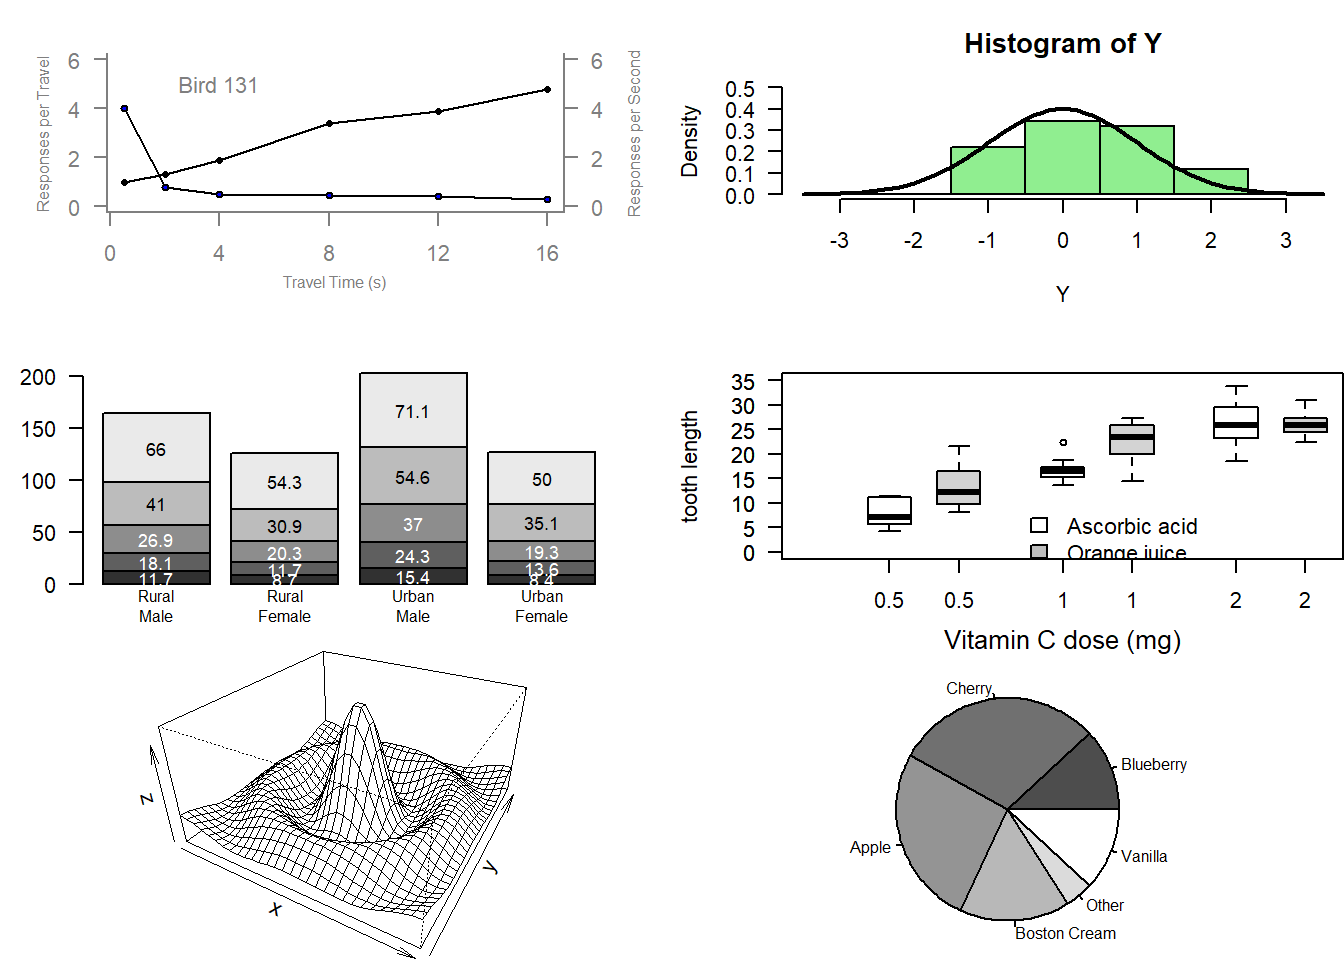 Bird 131
Responses per Travel
6
4
2
0
6
4
2
0
Responses per Second
0 4 8 12 16
Travel Time (s)
Histogram of Y
Density
0.5
0.4
0.3
0.2
0.1
0.0
-3 -2 -1 0 1 2 3
Y
200
150
100
50
0
66
41
26.9
18.1
11.7
54.3
30.9
20.3
11.7
8.7
71.1
54.6
37
24.3
15.4
50
35.1
19.3
13.6
8.4
Rural
Male
Rural
Female
Urban
Male
Urban
Female
tooth length
35
30
25
20
15
10
5
0
Ascorbic acid
Orange juice
0.5 0.5 1 1 2 2
Vitamin C dose (mg)
z
x
y
Cherry
Blueberry
Apple
Vanilla
Other
Boston Cream